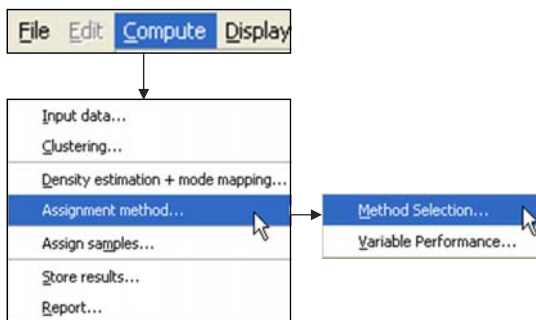 File Edit Compute Display
Input data...
Clustering...
Density estimation + mode mapping...
Assignment method...
Assign samples...
Store results...
Report...
Method Selection...
Variable Performance...